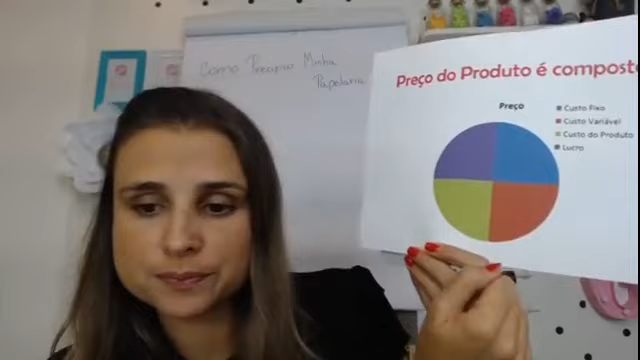 Como Precificar Minha
Papelaria
Preço do Produto é compost
Preço
Custo Fixo
Custo Variável
Custo do Produto
Lucro